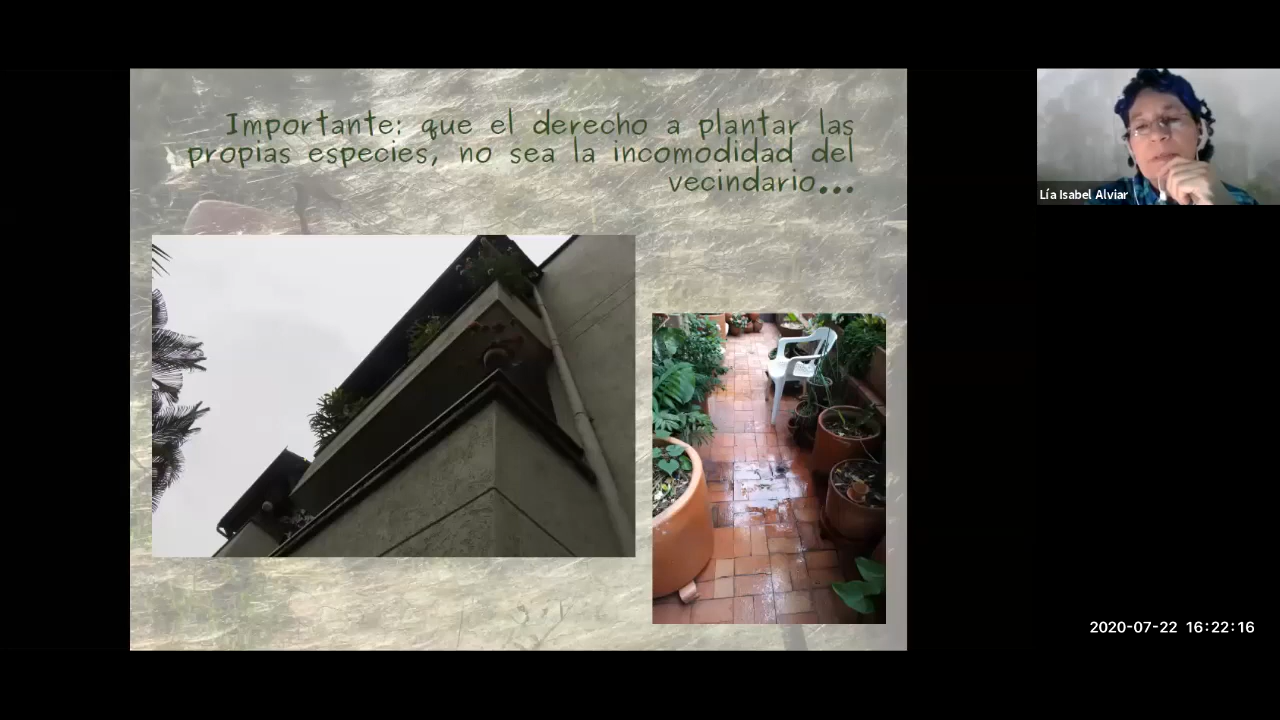 Importante: que el derecho a plantar las
propias especies, no sea la incomodidad del
vecindario...
Lía Isabel Alviar
2020-07-22 16:22:16